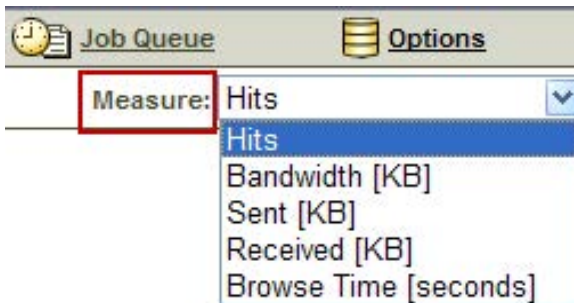 Job Queue Options
Measure: Hits
Hits
Bandwidth [KB]
Sent [KB]
Received [KB]
Browse Time [seconds]